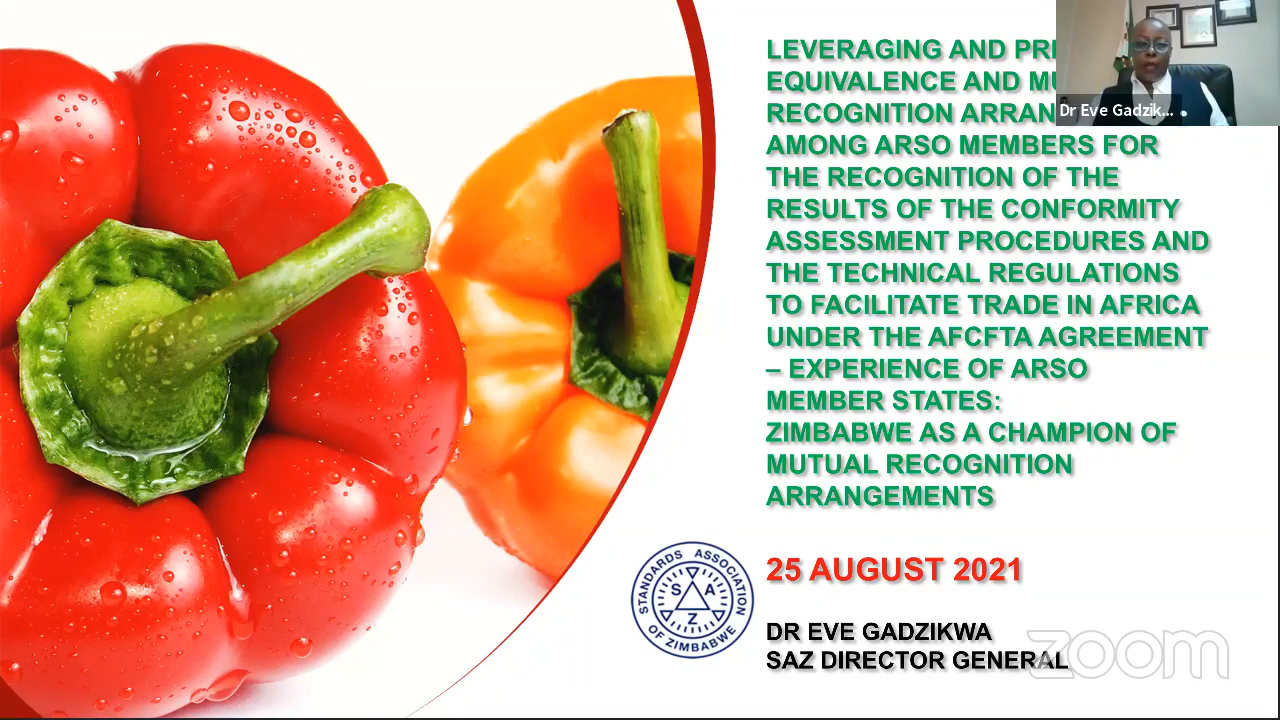 LEVERAGING AND
EQUIVALENCE AND
RECOGNITION
AMONG ARSO MEMBERS FOR
THE RECOGNITION OF THE
RESULTS OF THE CONFORMITY
ASSESSMENT PROCEDURES AND
THE TECHNICAL REGULATIONS
TO FACILITATE TRADE IN AFRICA
UNDER THE AFCFTA AGREEMENT
– EXPERIENCE OF ARSO
MEMBER STATES:
ZIMBABWE AS A CHAMPION OF
MUTUAL RECOGNITION
ARRANGEMENTS
Dr Eve Gadzik...
25 AUGUST 2021
STANDARDS ASSOCIATION
OF ZIMBABWE
S A
Z
DR EVE GADZIKWA
SAZ DIRECTOR GENERAL
zoom